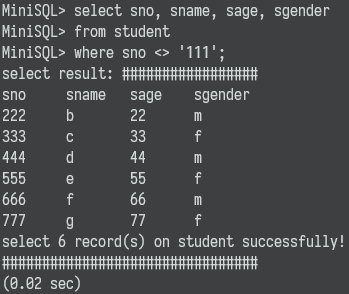 MiniSQL> select sno, sname, sage, sgender
MiniSQL> from student
MiniSQL> where sno <> '111';
select result: #################
sno sname sage sgender
222 b 22 m
333 c 33 f
444 d 44 m
555 e 55 f
666 f 66 m
777 g 77 f
select 6 record(s) on student successfully!
################################
(0.02 sec)